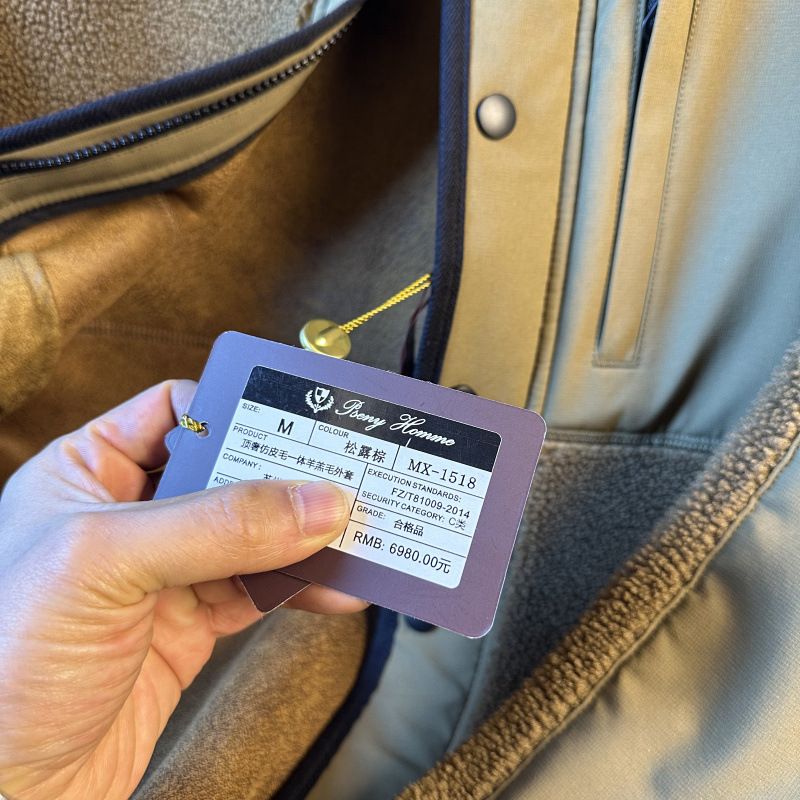 Beny Homme
SIZE: M COLOUR 松露棕 MX-1518
PRODUCT 顶奢仿皮毛一体羊羔毛外套
EXECUTION STANDARDS:
FZ/T81009-2014
COMPANY:
SECURITY CATEGORY: C类
GRADE: 合格品
RMB: 6980.00元